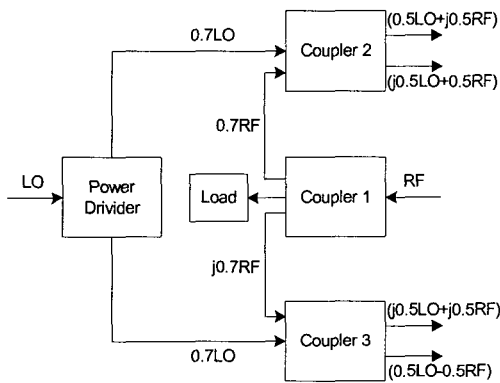 (0.5LO+j0.5RF)
0.7LO
Coupler 2
(j0.5LO+0.5RF)
0.7RF
LO
Power
Drivider
Load
Coupler 1
RF
j0.7RF
(j0.5LO+j0.5RF)
Coupler 3
0.7LO
(0.5LO-0.5RF)